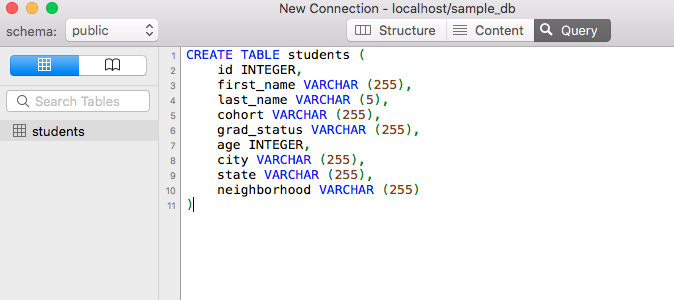 New Connection - localhost/sample_db
schema: public Structure Content Query
Search Tables
students
1 CREATE TABLE students (
2 id INTEGER,
3 first_name VARCHAR (255),
4 last_name VARCHAR (5),
5 cohort VARCHAR (255),
6 grad_status VARCHAR (255),
7 age INTEGER,
8 city VARCHAR (255),
9 state VARCHAR (255),
10 neighborhood VARCHAR (255)
11 )